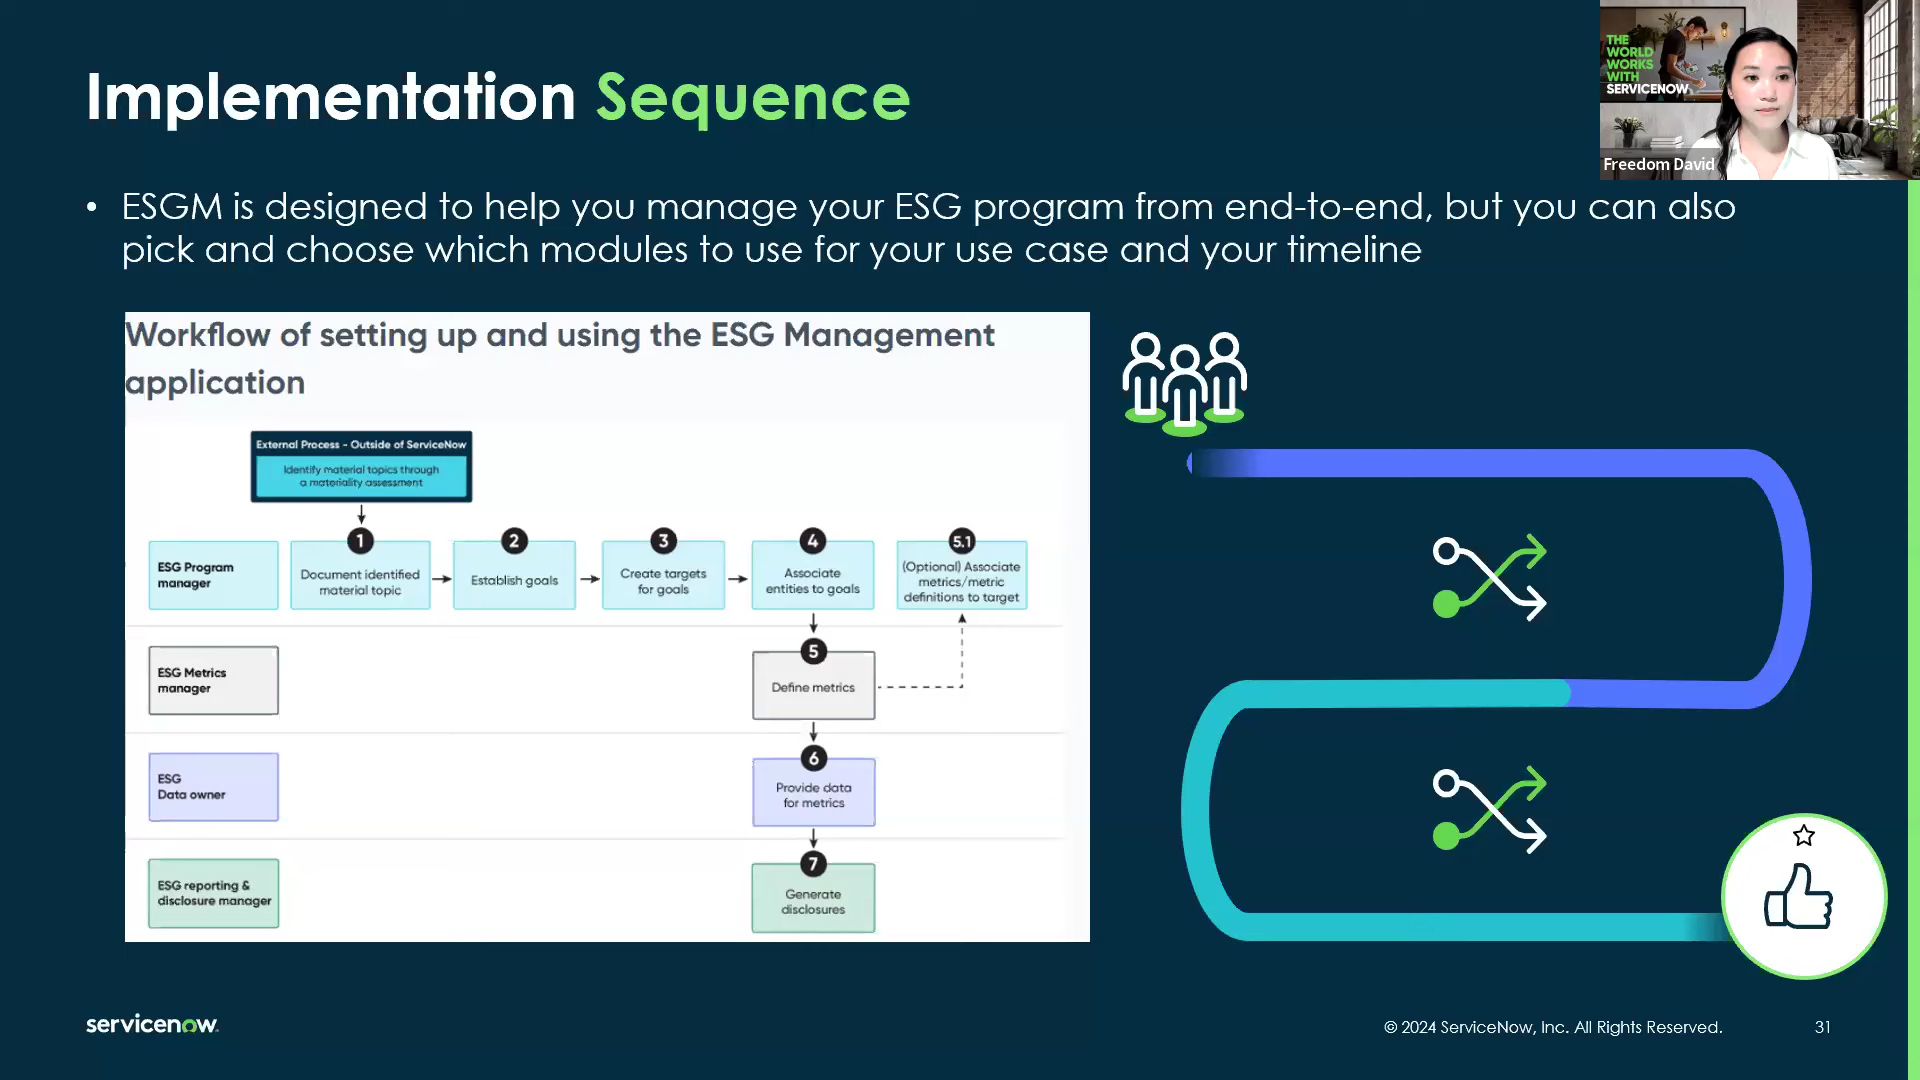 Implementation Sequence
THE
WORLD
WORKS
WITH
SERVICENOW
Freedom David
• ESGM is designed to help you manage your ESG program from end-to-end, but you can also
pick and choose which modules to use for your use case and your timeline
Workflow of setting up and using the ESG Management
application
External Process - Outside of ServiceNow
Identify material topics through
a materiality assessment
ESG Program
manager
1
Document identified
material topic
2
Establish goals
3
Create targets
for goals
4
Associate
entities to goals
5.1
(Optional) Associate
metrics/metric
definitions to target
ESG Metrics
manager
5
Define metrics
ESG
Data owner
6
Provide data
for metrics
ESG reporting &
disclosure manager
7
Generate
disclosures
servicenow
© 2024 ServiceNow, Inc. All Rights Reserved.
31